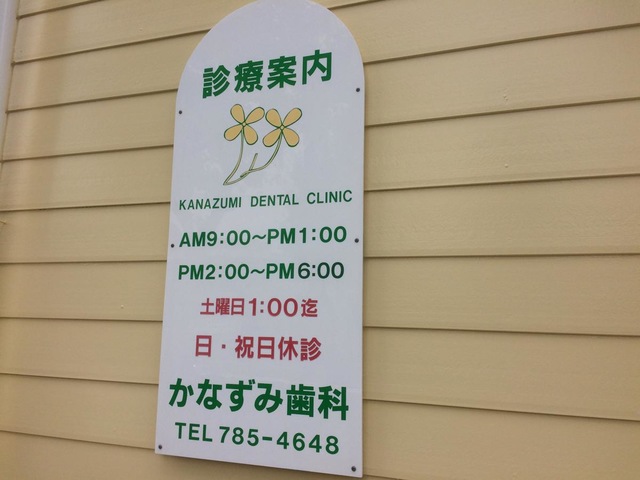 診療案内
KANAZUMI DENTAL CLINIC
AM9:00～PM1:00
PM2:00～PM6:00
土曜日1:00迄
日・祝日休診
かなずみ歯科
TEL 785-4648